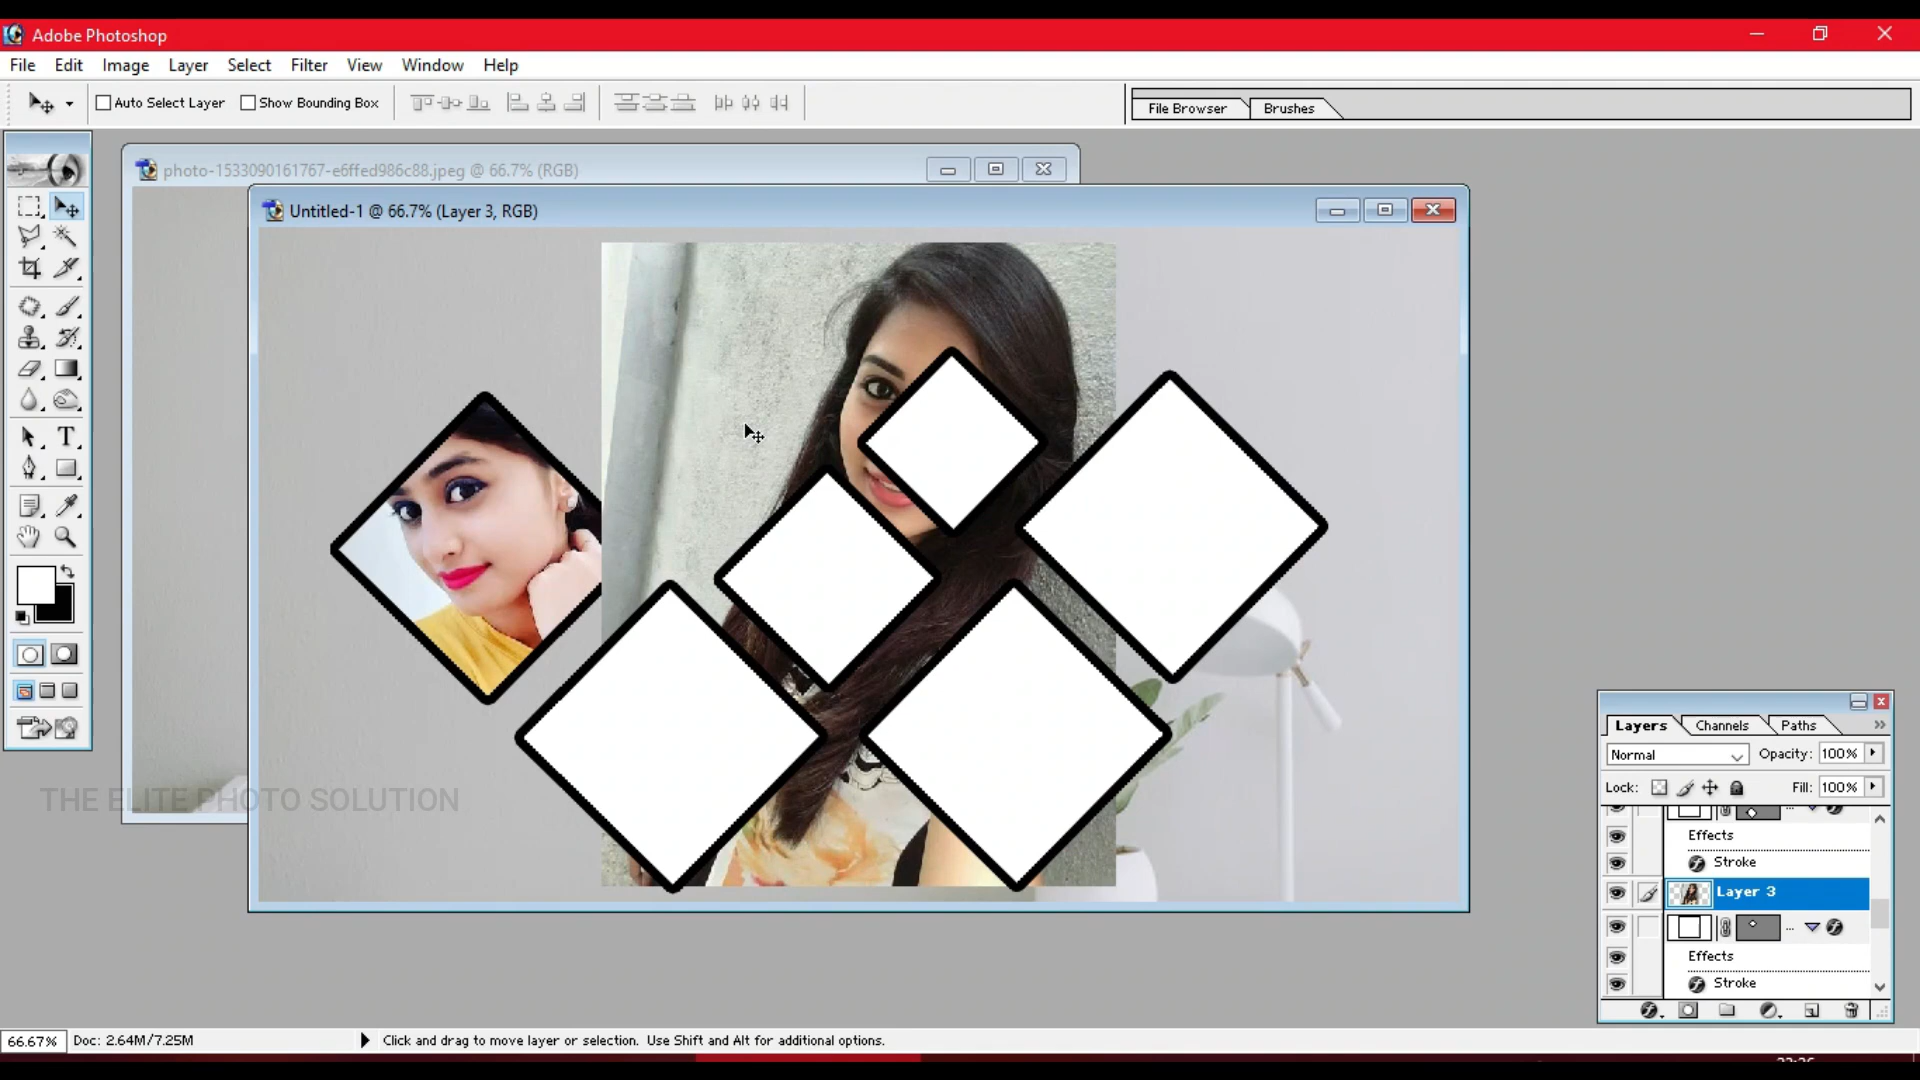 Adobe Photoshop
File Edit Image Layer Select Filter View Window Help
Auto Select Layer Show Bounding Box
File Browser Brushes
photo-1533090161767-e6ffed986c88.jpeg @ 66.7% (RGB)
Untitled-1 @ 66.7% (Layer 3, RGB)
T
THE ELITE PHOTO SOLUTION
Layers Channels Paths
Normal Opacity: 100%
Lock: Fill: 100%
Effects
Stroke
Layer 3
...
Effects
Stroke
66.67% Doc: 2.64M/7.25M Click and drag to move layer or selection. Use Shift and Alt for additional options.